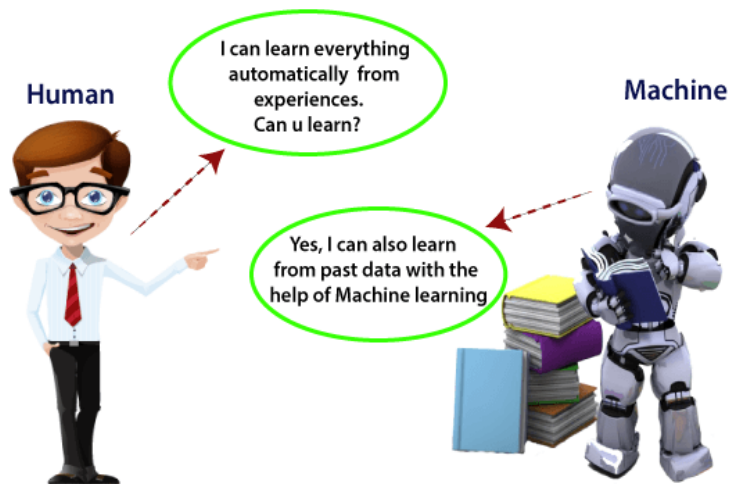 Human
I can learn everything
automatically from
experiences.
Can u learn?
Machine
Yes, I can also learn
from past data with the
help of Machine learning